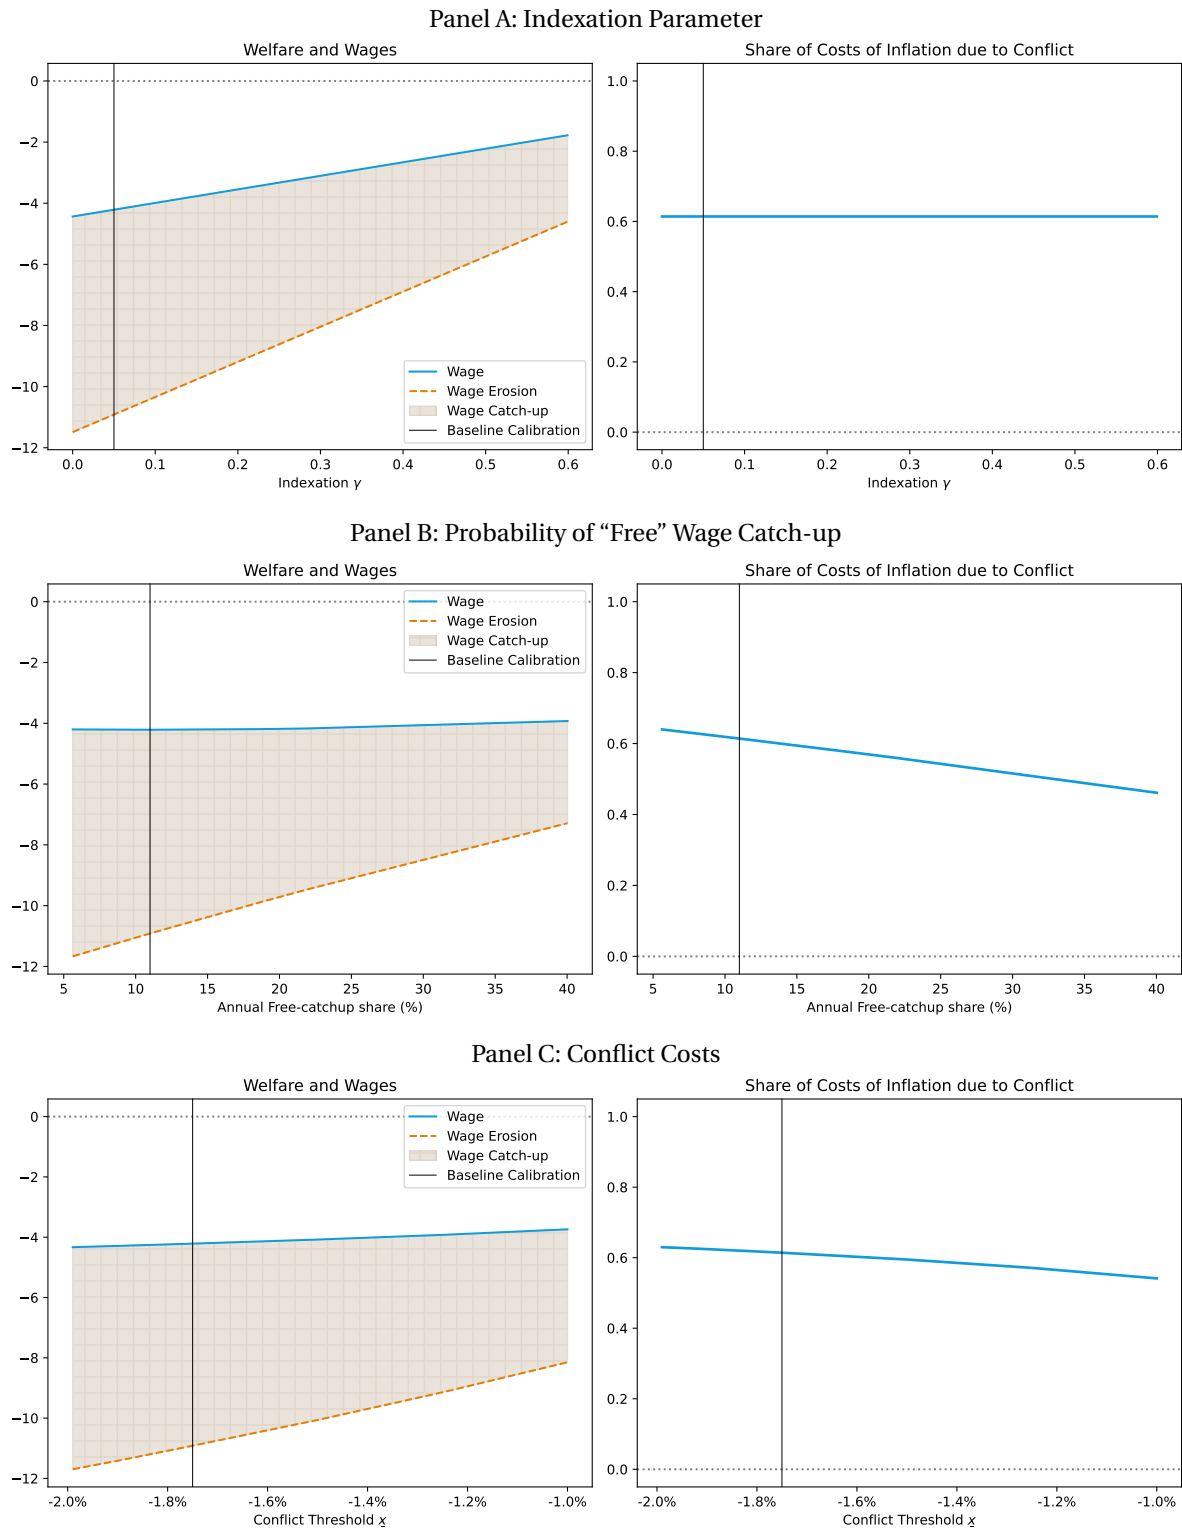 Panel A: Indexation Parameter
Welfare and Wages
0
−2
−4
−6
−8
−10
−12
0.0 0.1 0.2 0.3 0.4 0.5 0.6
Indexation γ
Wage
Wage Erosion
Wage Catch-up
Baseline Calibration
Share of Costs of Inflation due to Conflict
1.0
0.8
0.6
0.4
0.2
0.0
0.0 0.1 0.2 0.3 0.4 0.5 0.6
Indexation γ
Panel B: Probability of “Free” Wage Catch-up
Welfare and Wages
0
−2
−4
−6
−8
−10
−12
5 10 15 20 25 30 35 40
Annual Free-catchup share (%)
Wage
Wage Erosion
Wage Catch-up
Baseline Calibration
Share of Costs of Inflation due to Conflict
1.0
0.8
0.6
0.4
0.2
0.0
5 10 15 20 25 30 35 40
Annual Free-catchup share (%)
Panel C: Conflict Costs
Welfare and Wages
0
−2
−4
−6
−8
−10
−12
-2.0% -1.8% -1.6% -1.4% -1.2% -1.0%
Conflict Threshold x̲
Wage
Wage Erosion
Wage Catch-up
Baseline Calibration
Share of Costs of Inflation due to Conflict
1.0
0.8
0.6
0.4
0.2
0.0
-2.0% -1.8% -1.6% -1.4% -1.2% -1.0%
Conflict Threshold x̲